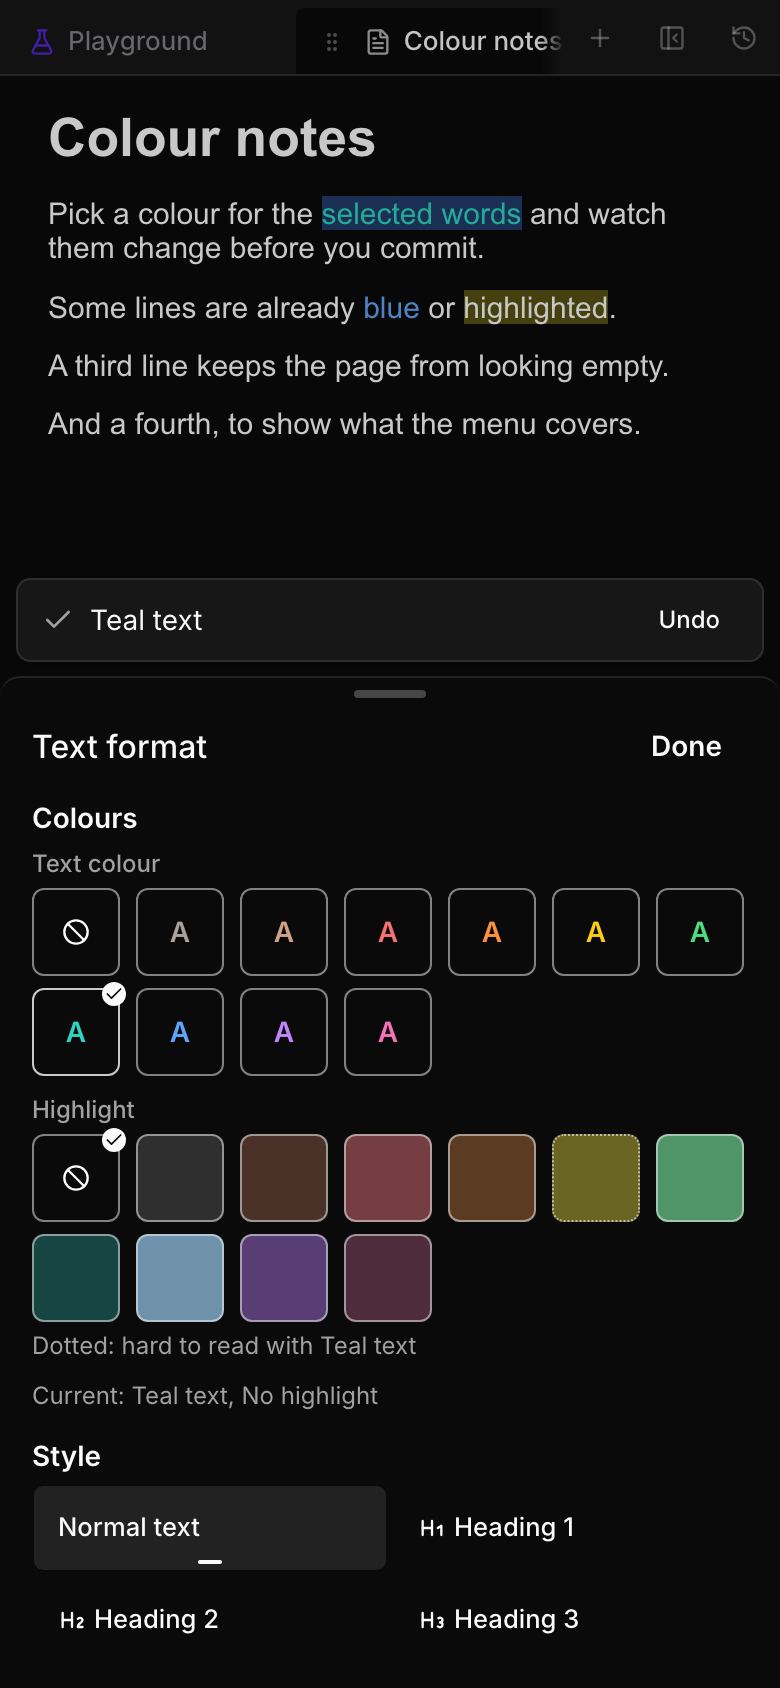 Playground
Colour notes
Colour notes
Pick a colour for the selected words and watch
them change before you commit.
Some lines are already blue or highlighted.
A third line keeps the page from looking empty.
And a fourth, to show what the menu covers.
Teal text
Undo
Text format
Done
Colours
Text colour
A A A A A A
A A A A
Highlight
Dotted: hard to read with Teal text
Current: Teal text, No highlight
Style
Normal text
H1 Heading 1
H2 Heading 2
H3 Heading 3